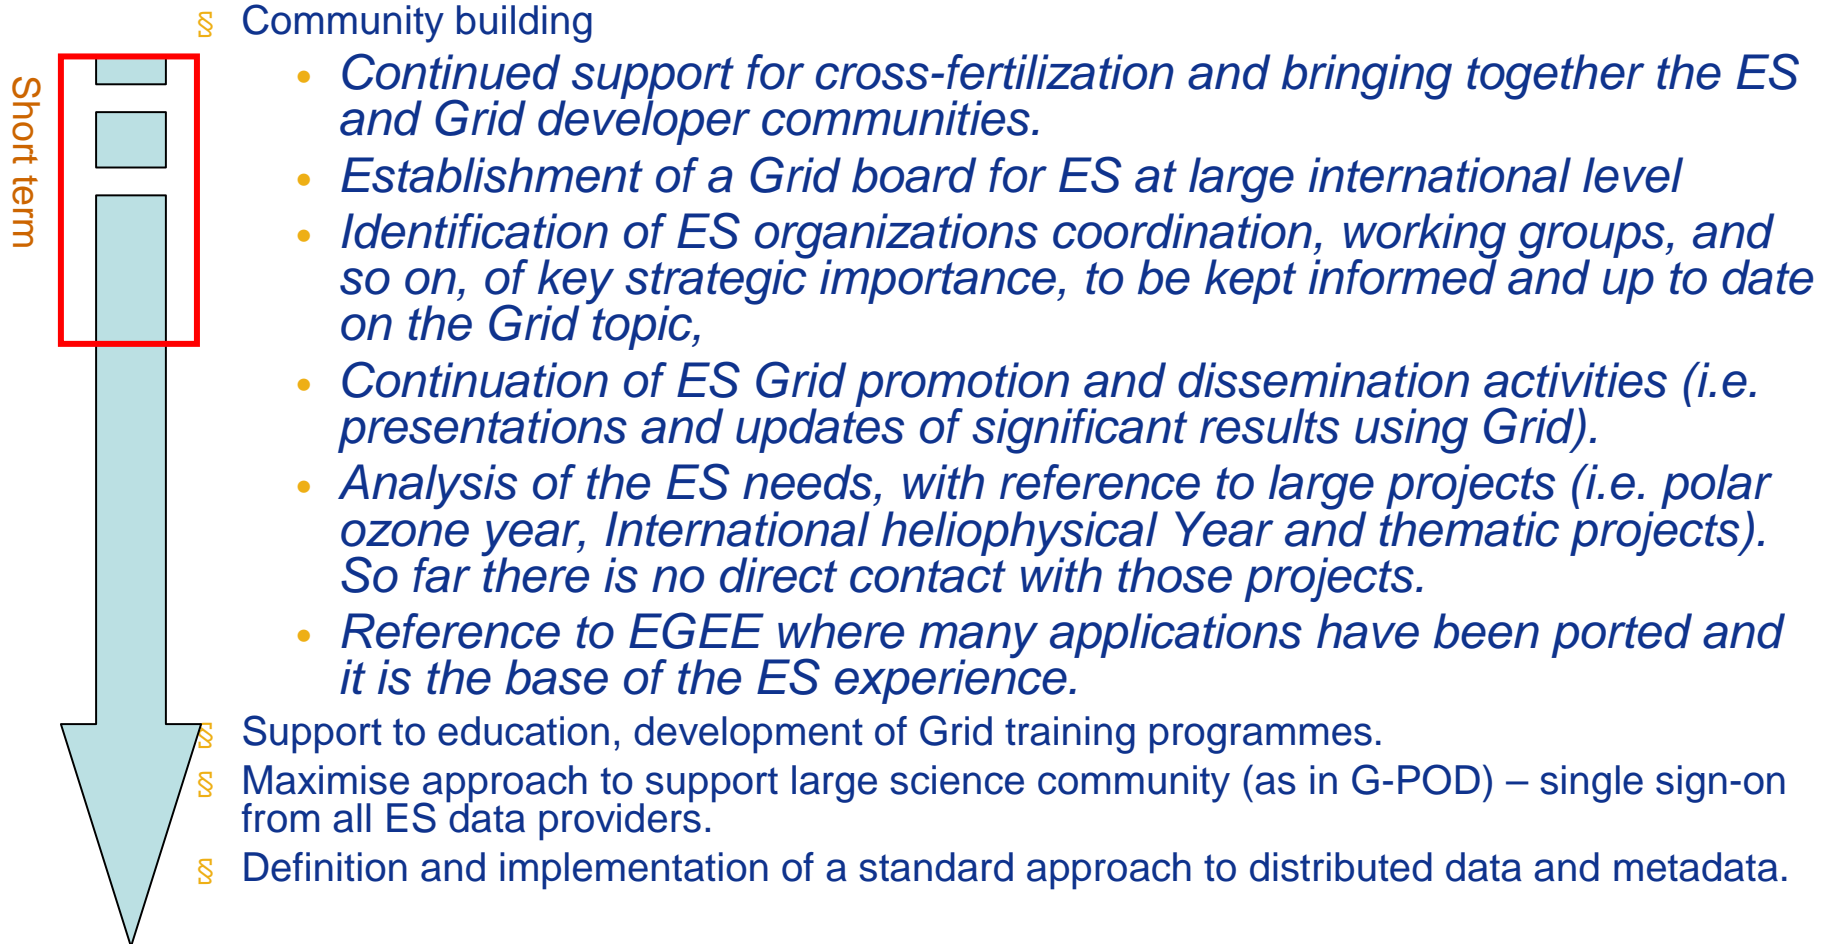 Short term
§ Community building
• Continued support for cross-fertilization and bringing together the ES
and Grid developer communities.
• Establishment of a Grid board for ES at large international level
• Identification of ES organizations coordination, working groups, and
so on, of key strategic importance, to be kept informed and up to date
on the Grid topic,
• Continuation of ES Grid promotion and dissemination activities (i.e.
presentations and updates of significant results using Grid).
• Analysis of the ES needs, with reference to large projects (i.e. polar
ozone year, International heliophysical Year and thematic projects).
So far there is no direct contact with those projects.
• Reference to EGEE where many applications have been ported and
it is the base of the ES experience.
§ Support to education, development of Grid training programmes.
§ Maximise approach to support large science community (as in G-POD) – single sign-on
from all ES data providers.
§ Definition and implementation of a standard approach to distributed data and metadata.